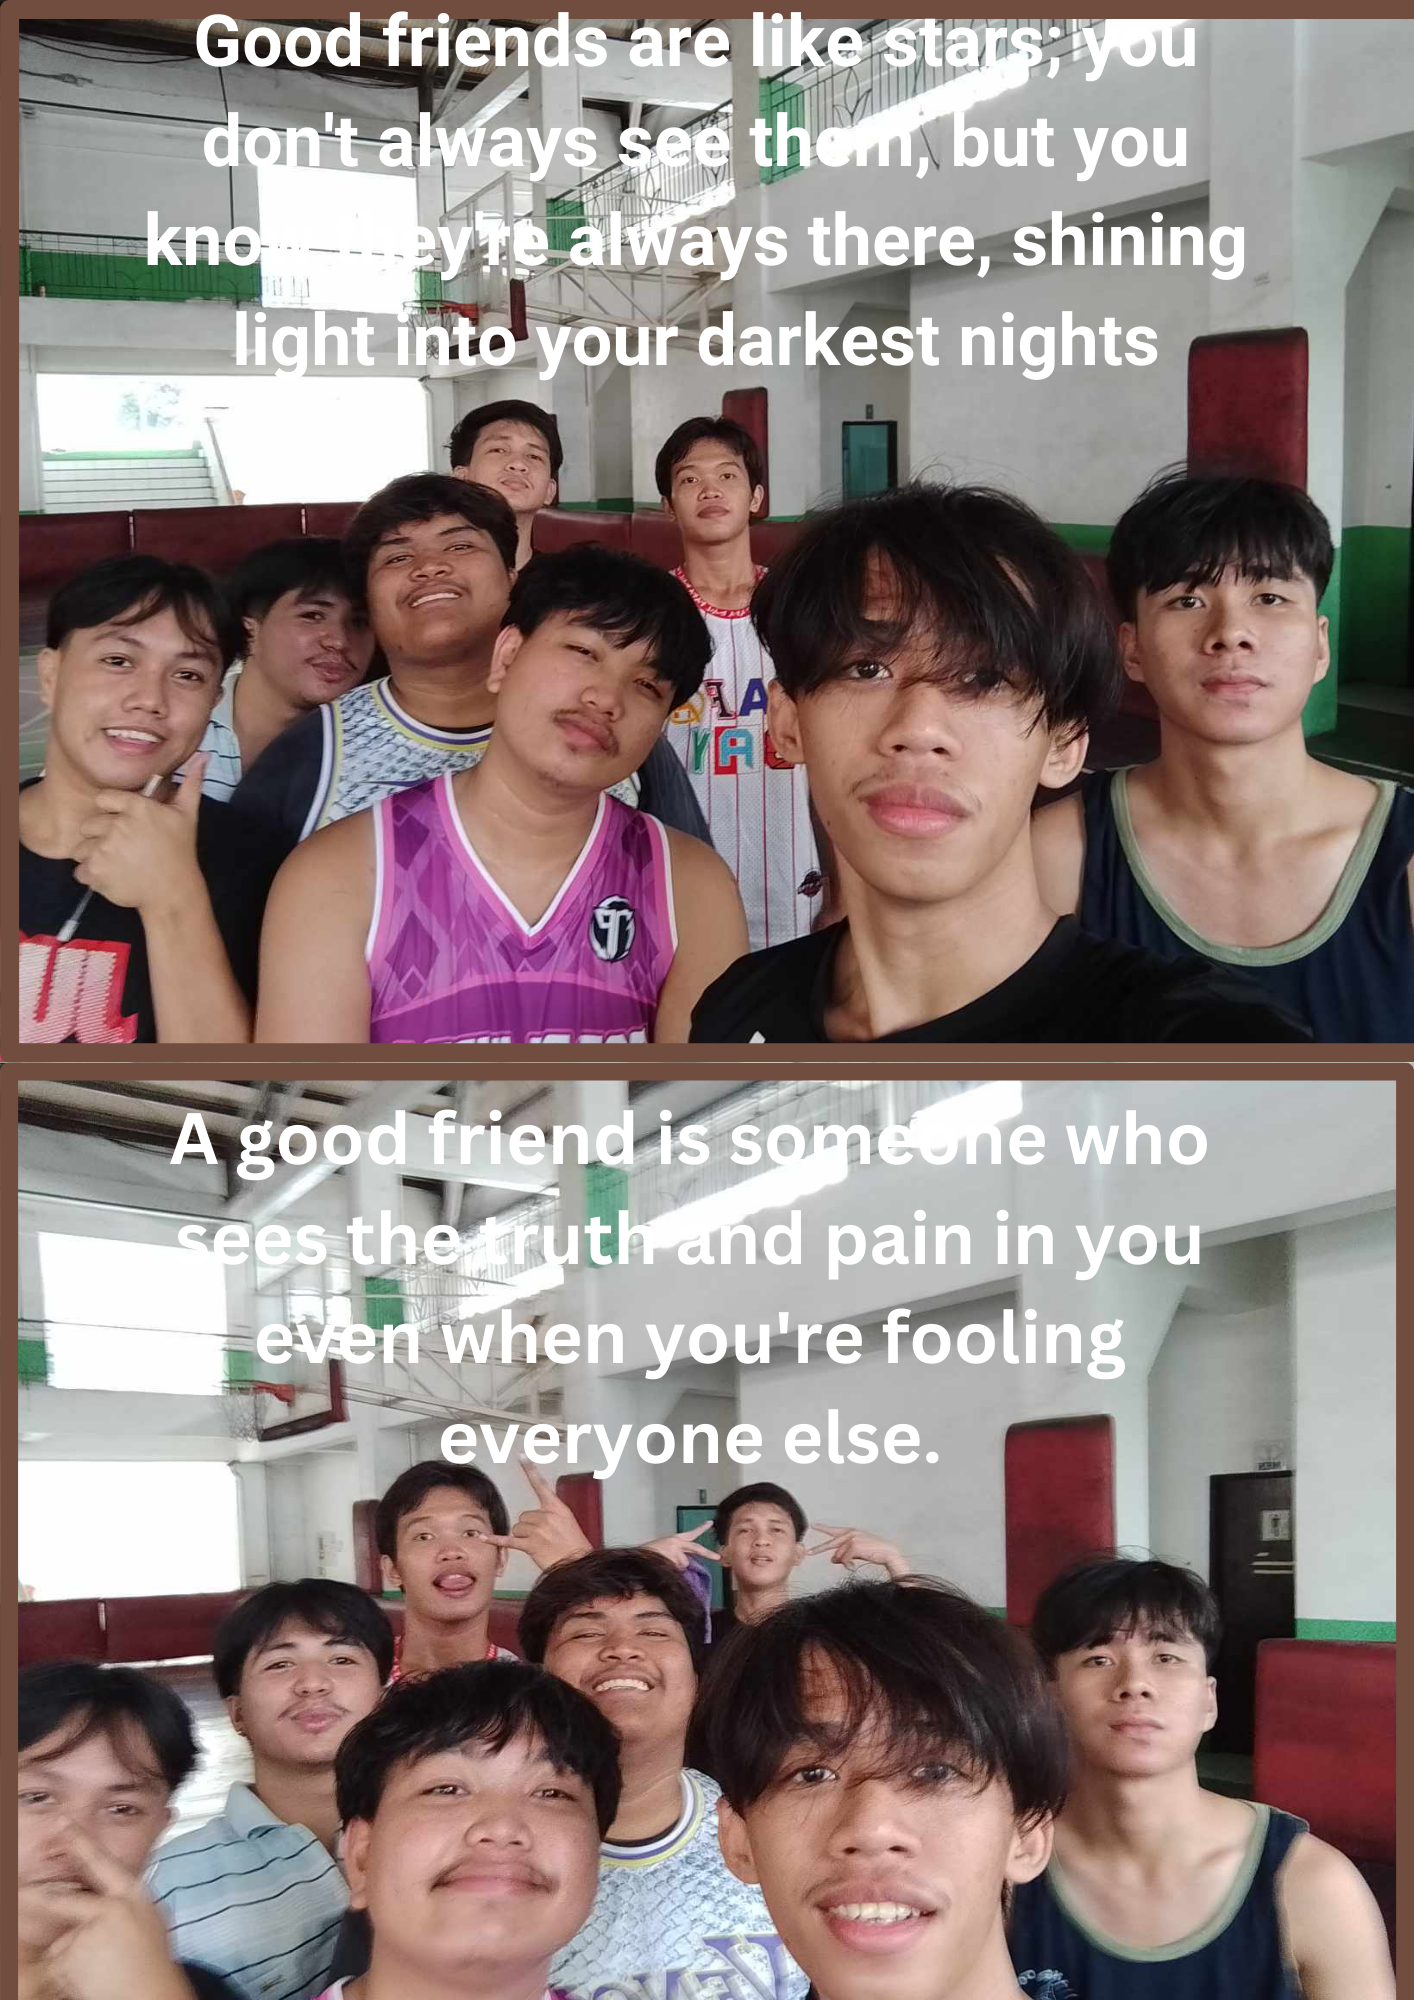 Good friends are like stars; you
don't always see them, but you
know they're always there, shining
light into your darkest nights
A good friend is someone who
sees the truth and pain in you
even when you're fooling
everyone else.